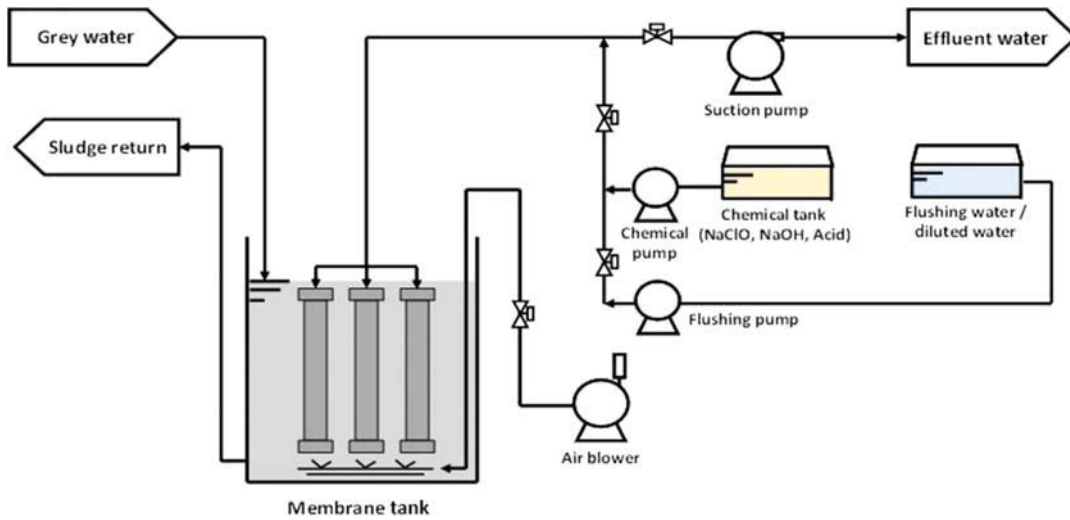 Grey water
Effluent water
Suction pump
Sludge return
Chemical pump
Chemical tank
(NaClO, NaOH, Acid)
Flushing water /
diluted water
Flushing pump
Air blower
Membrane tank